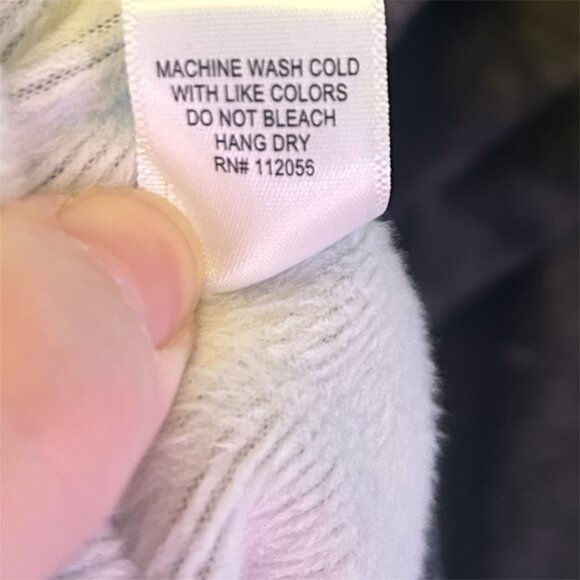 MACHINE WASH COLD
WITH LIKE COLORS
DO NOT BLEACH
HANG DRY
RN# 112056